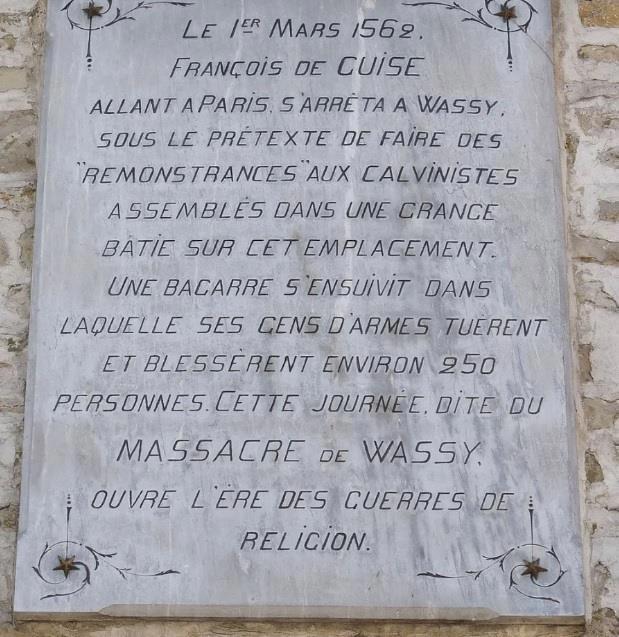 LE 1ER MARS 1562.
FRANÇOIS DE GUISE
ALLANT A PARIS, S'ARRÊTA A WASSY,
SOUS LE PRÉTEXTE DE FAIRE DES
"REMONSTRANCES" AUX CALVINISTES
ASSEMBLÉS DANS UNE GRANGE
BATIE SUR CET EMPLACEMENT.
UNE BAGARRE S'ENSUIVIT DANS
LAQUELLE SES GENS D'ARMES TUERENT
ET BLESSÈRENT ENVIRON 250
PERSONNES. CETTE JOURNÉE, DITE DU
MASSACRE DE WASSY,
OUVRE L'ÈRE DES GUERRES DE
RELIGION.